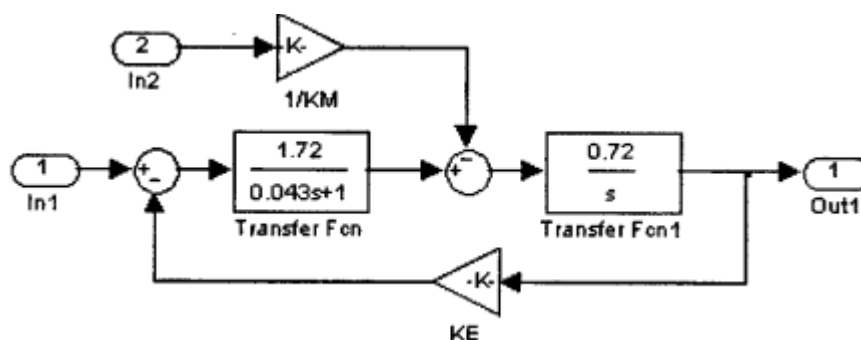 2
In2
-K-
1/KM
1
In1
+
−
1.72
0.043s+1
Transfer Fcn
−
+
0.72
s
Transfer Fcn1
1
Out1
-K-
KE